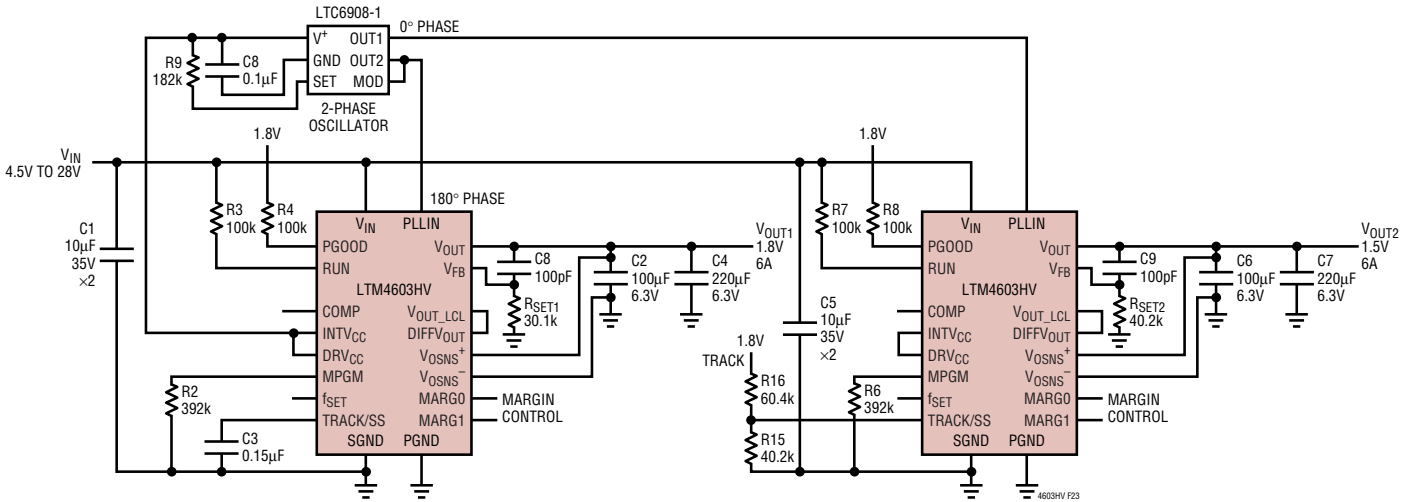 LTC6908-1
0° PHASE
V+ OUT1
GND OUT2
SET MOD
R9
182k
C8
0.1µF
2-PHASE
OSCILLATOR
VIN
4.5V TO 28V
C1
10µF
35V
×2
1.8V
R3
100k
R4
100k
180° PHASE
VIN PLLIN
PGOOD
RUN
COMP
INTVCC
DRVCC
MPGM
fSET
TRACK/SS
SGND PGND
LTM4603HV
VOUT
VFB
VOUT_LCL
DIFFVOUT
VOSNS+
VOSNS–
MARG0
MARG1
MARGIN
CONTROL
R2
392k
C3
0.15µF
C8
100pF
RSET1
30.1k
C2
100µF
6.3V
C4
220µF
6.3V
VOUT1
1.8V
6A
1.8V
TRACK
R16
60.4k
R15
40.2k
C5
10µF
35V
×2
1.8V
R7
100k
R8
100k
R6
392k
VIN PLLIN
PGOOD
RUN
COMP
INTVCC
DRVCC
MPGM
fSET
TRACK/SS
SGND PGND
LTM4603HV
VOUT
VFB
VOUT_LCL
DIFFVOUT
VOSNS+
VOSNS–
MARG0
MARG1
MARGIN
CONTROL
C9
100pF
RSET2
40.2k
C6
100µF
6.3V
C7
220µF
6.3V
VOUT2
1.5V
6A
4603HV F23